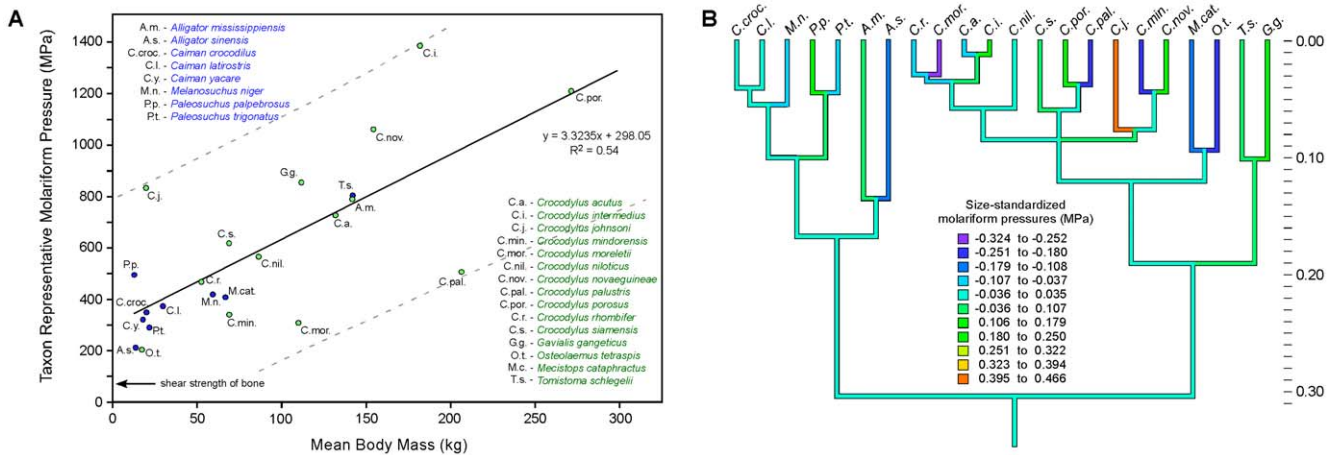 A
Taxon Representative Molariform Pressure (MPa)
1400
1200
1000
800
600
400
200
0
A.m. - Alligator mississippiensis
A.s. - Alligator sinensis
C.croc. - Caiman crocodilus
C.l. - Caiman latirostris
C.y. - Caiman yacare
M.n. - Melanosuchus niger
P.p. - Paleosuchus palpebrosus
P.t. - Paleosuchus trigonatus
C.i.
C.por.
C.nov.
y = 3.3235x + 298.05
R² = 0.54
G.g.
T.s.
A.m.
C.j.
C.a.
C.s.
C.nil.
P.p.
C.r.
C.pal.
M.cat.
M.n.
C.croc.
C.l.
C.y.
P.t.
C.min.
C.mor.
A.s.
O.t.
C.a. - Crocodylus acutus
C.i. - Crocodylus intermedius
C.j. - Crocodyltus johnsoni
C.min. - Crocodylus mindorensis
C.mor. - Crocodylus moreletii
C.nil. - Crocodylus niloticus
C.nov. - Crocodylus novaeguineae
C.pal. - Crocodylus palustris
C.por. - Crocodylus porosus
C.r. - Crocodylus rhombifer
C.s. - Crocodylus siamensis
G.g. - Gavialis gangeticus
O.t. - Osteolaemus tetraspis
M.c. - Mecistops cataphractus
T.s. - Tomistoma schlegelii
shear strength of bone
0
50
100
150
200
250
300
Mean Body Mass (kg)
B
C.croc.
C.l.
M.n.
P.p.
P.t.
A.m.
A.s.
C.r.
C.mor.
C.a.
C.i.
C.nil.
C.s.
C.por.
C.pal.
C.j.
C.min.
C.nov.
M.cat.
O.t.
T.s.
G.g.
0.00
0.10
0.20
0.30
Size-standardized
molariform pressures (MPa)
-0.324 to -0.252
-0.251 to -0.180
-0.179 to -0.108
-0.107 to -0.037
-0.036 to 0.035
-0.036 to 0.107
0.106 to 0.179
0.180 to 0.250
0.251 to 0.322
0.323 to 0.394
0.395 to 0.466